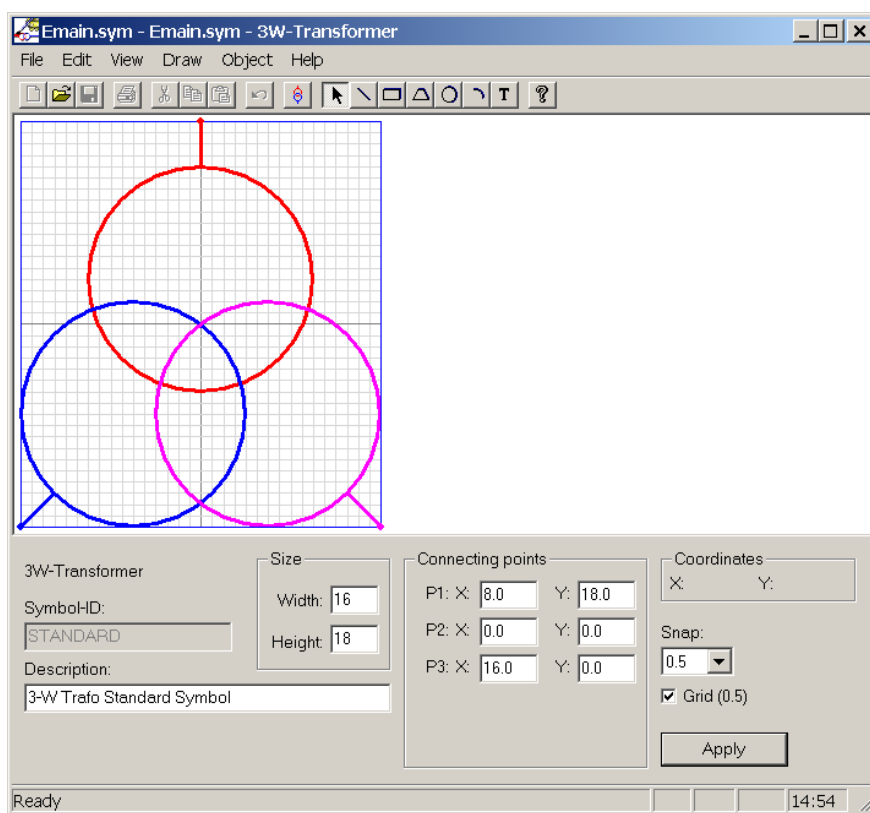 Emain.sym - Emain.sym - 3W-Transformer
File Edit View Draw Object Help
T ?
3W-Transformer
Symbol-ID:
STANDARD
Description:
3-W Trafo Standard Symbol
Size
Width: 16
Height: 18
Connecting points
P1: X: 8.0 Y: 18.0
P2: X: 0.0 Y: 0.0
P3: X: 16.0 Y: 0.0
Coordinates
X: Y:
Snap:
0.5
Grid (0.5)
Apply
Ready 14:54